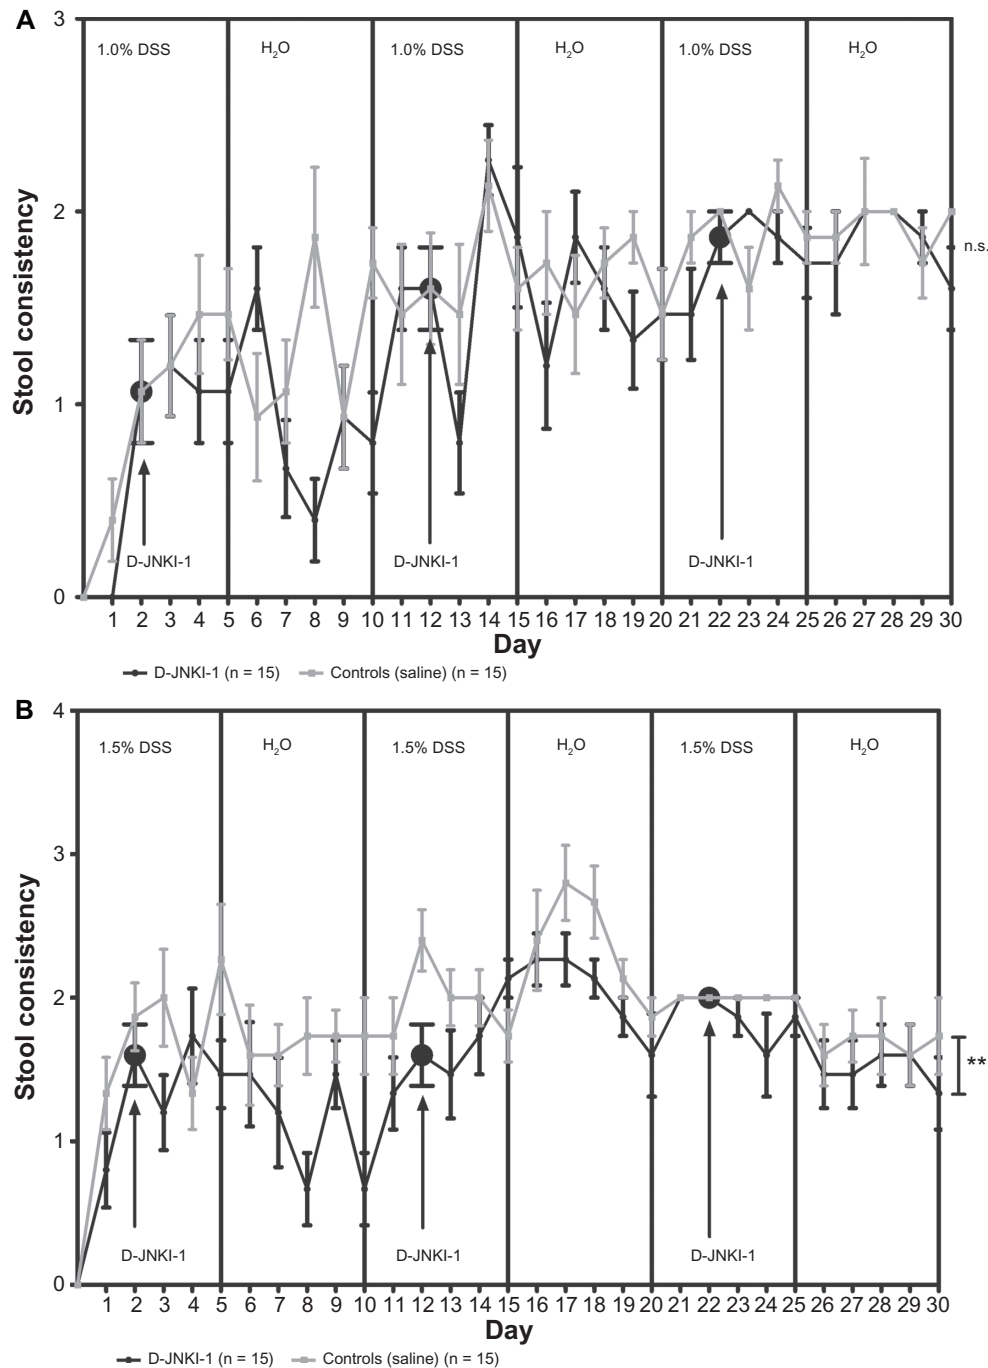 A
3
1.0% DSS H₂O 1.0% DSS H₂O 1.0% DSS H₂O
2
n.s.
Stool consistency
1
D-JNKI-1 D-JNKI-1 D-JNKI-1
0
1 2 3 4 5 6 7 8 9 10 11 12 13 14 15 16 17 18 19 20 21 22 23 24 25 26 27 28 29 30
Day
D-JNKI-1 (n = 15) Controls (saline) (n = 15)
B
4
1.5% DSS H₂O 1.5% DSS H₂O 1.5% DSS H₂O
3
Stool consistency
2
**
1
D-JNKI-1 D-JNKI-1 D-JNKI-1
0
1 2 3 4 5 6 7 8 9 10 11 12 13 14 15 16 17 18 19 20 21 22 23 24 25 26 27 28 29 30
Day
D-JNKI-1 (n = 15) Controls (saline) (n = 15)